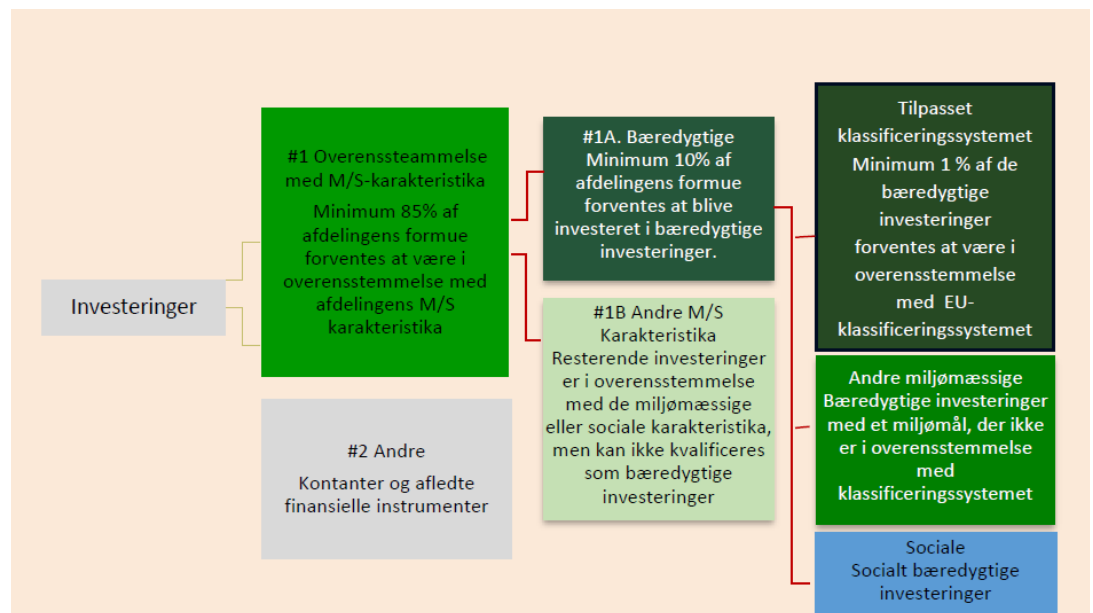 Investeringer
#1 Overenssteammelse
med M/S-karakteristika
Minimum 85% af
afdelingens formue
forventes at være i
overensstemmelse med
afdelingens M/S
karakteristika
#2 Andre
Kontanter og afledte
finansielle instrumenter
#1A. Bæredygtige
Minimum 10% af
afdelingens formue
forventes at blive
investeret i bæredygtige
investeringer.
#1B Andre M/S
Karakteristika
Resterende investeringer
er i overensstemmelse
med de miljømæssige
eller sociale karakteristika,
men kan ikke kvalificeres
som bæredygtige
investeringer
Tilpasset
klassificeringssystemet
Minimum 1 % af de
bæredygtige
investeringer
forventes at være i
overensstemmelse
med EU-
klassificeringssystemet
Andre miljømæssige
Bæredygtige investeringer
med et miljømål, der ikke
er i overensstemmelse
med
klassificeringssystemet
Sociale
Socialt bæredygtige
investeringer